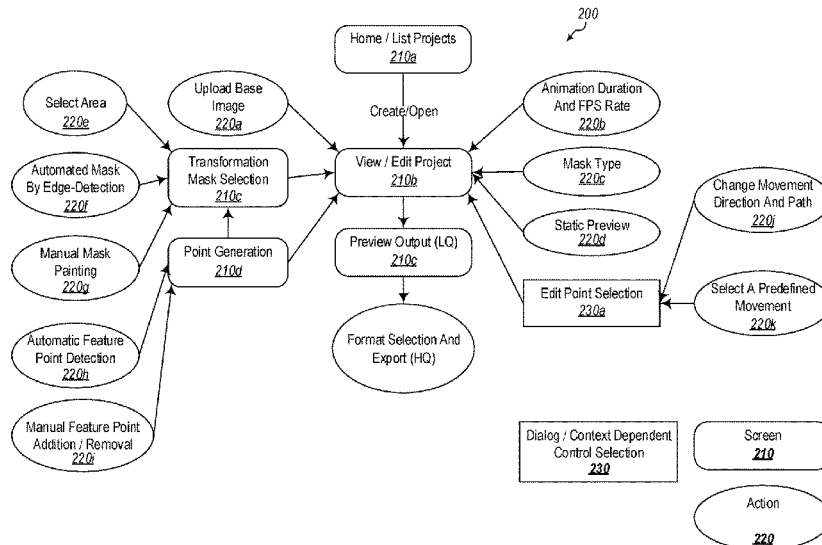 200
Home / List Projects
210a
Create/Open
Select Area
220e
Upload Base
Image
220a
Animation Duration
And FPS Rate
220b
Automated Mask
By Edge-Detection
220f
Transformation
Mask Selection
210c
View / Edit Project
210b
Mask Type
220c
Change Movement
Direction And Path
220j
Manual Mask
Painting
220g
Point Generation
210d
Preview Output (LQ)
210c
Static Preview
220d
Edit Point Selection
230a
Select A Predefined
Movement
220k
Automatic Feature
Point Detection
220h
Format Selection And
Export (HQ)
Manual Feature Point
Addition / Removal
220i
Dialog / Context Dependent
Control Selection
230
Screen
210
Action
220